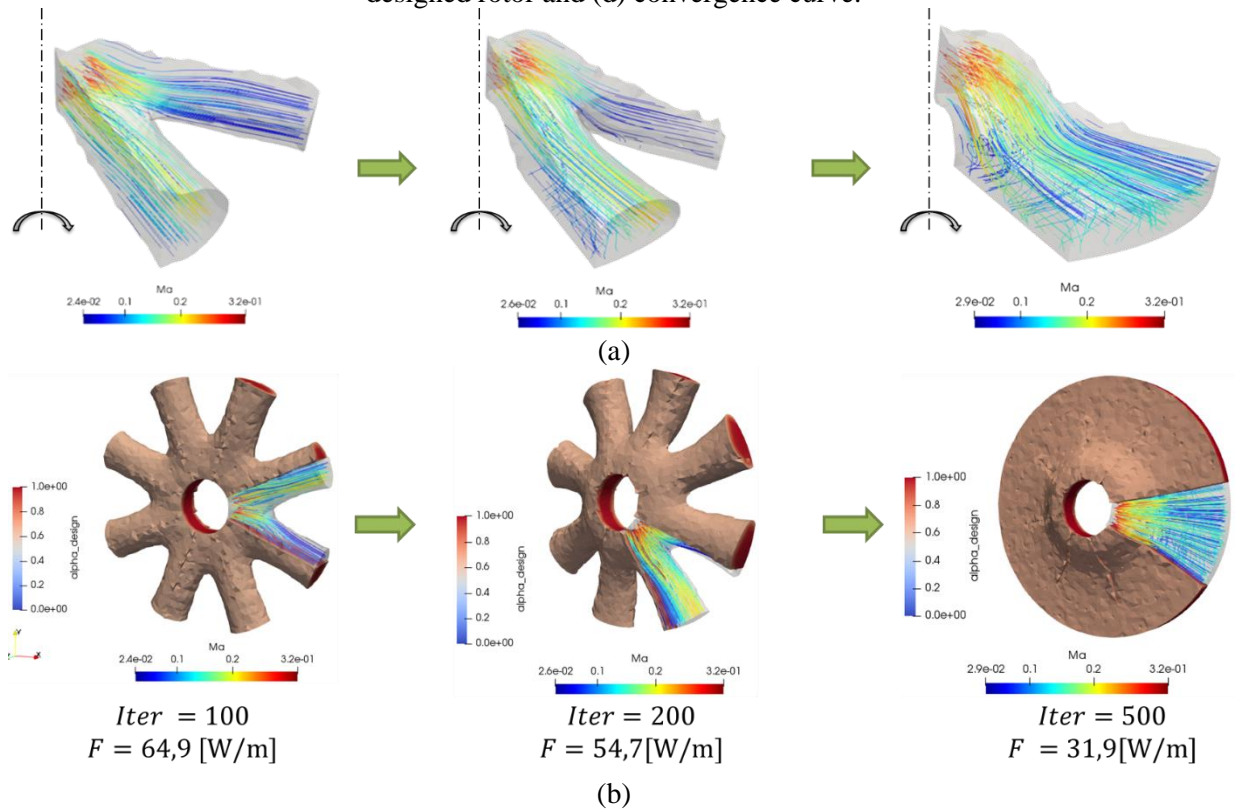 designed rotor and (d) convergence curve.
Ma
2.4e-02 0.1 0.2 3.2e-01
Ma
2.6e-02 0.1 0.2 3.2e-01
Ma
2.9e-02 0.1 0.2 3.2e-01
(a)
1.0e+00
0.8
0.6
0.4
0.2
0.0e+00
alpha_design
Y
X
Ma
2.4e-02 0.1 0.2 3.2e-01
1.0e+00
0.8
0.6
0.4
0.2
0.0e+00
alpha_design
Ma
2.6e-02 0.1 0.2 3.2e-01
1.0e+00
0.8
0.6
0.4
0.2
0.0e+00
alpha_design
Ma
2.9e-02 0.1 0.2 3.2e-01
Iter = 100
F = 64,9 [W/m]
Iter = 200
F = 54,7[W/m]
Iter = 500
F = 31,9[W/m]
(b)